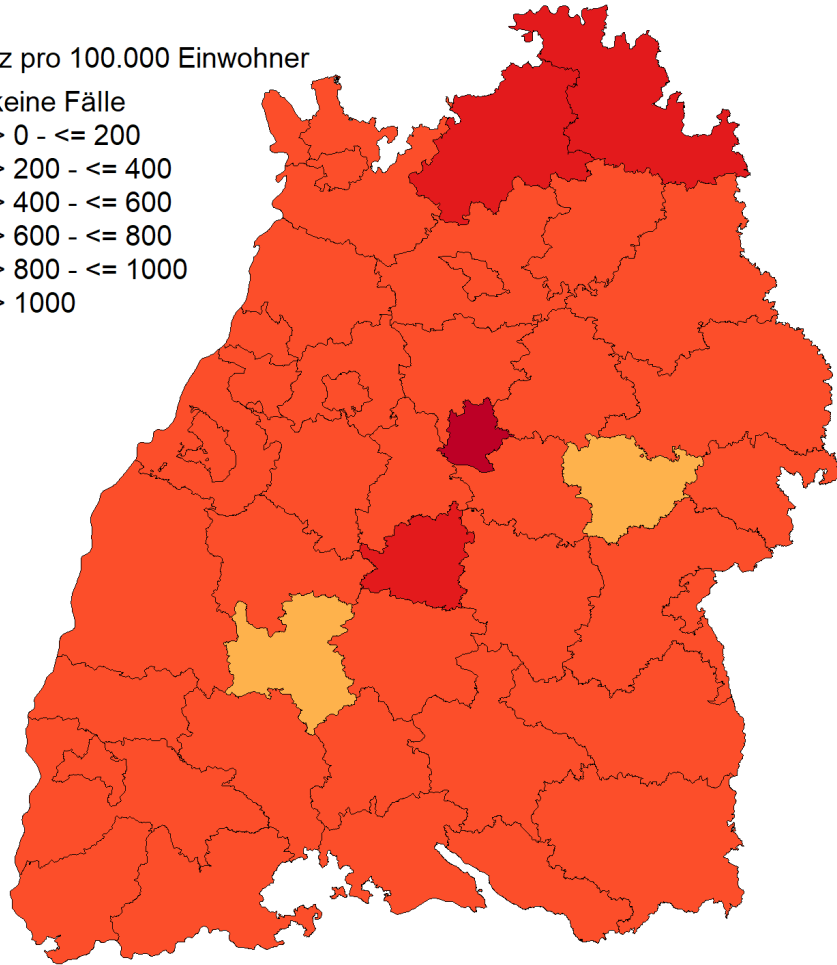 z pro 100.000 Einwohner
keine Fälle
> 0 - <= 200
> 200 - <= 400
> 400 - <= 600
> 600 - <= 800
> 800 - <= 1000
> 1000